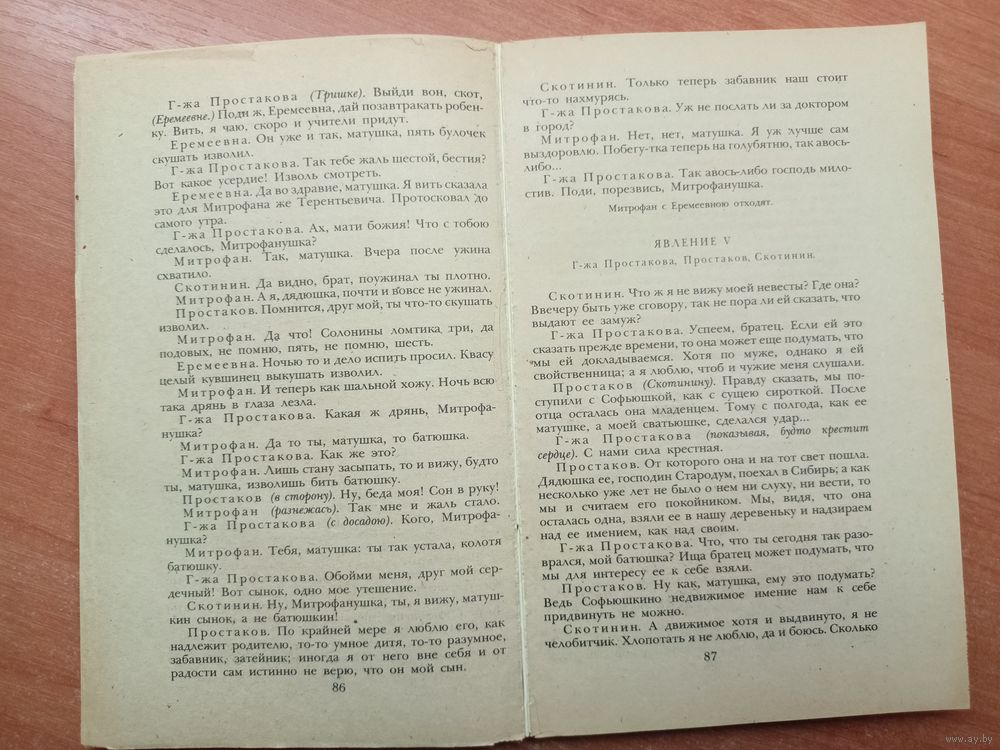 Г-жа Простакова (Тришке). Выйди вон, скот,
(Еремеевне.) Поди ж, Еремеевна, дай позавтракать робен-
ку. Вить, я чаю, скоро и учители придут.
Еремеевна. Он уже и так, матушка, пять булочек
скушать изволил.
Г-жа Простакова. Так тебе жаль шестой, бестия?
Вот какое усердие! Изволь смотреть.
Еремеевна. Да во здравие, матушка. Я вить сказала
это для Митрофана же Терентьевича. Протосковал до
самого утра.
Г-жа Простакова. Ах, мати божия! Что с тобою
сделалось, Митрофанушка?
Митрофан. Так, матушка. Вчера после ужина
схватило.
Скотинин. Да видно, брат, поужинал ты плотно.
Митрофан. А я, дядюшка, почти и вовсе не ужинал.
Простаков. Помнится, друг мой, ты что-то скушать
изволил.
Митрофан. Да что! Солонины ломтика три, да
подовых, не помню, пять, не помню, шесть.
Еремеевна. Ночью то и дело испить просил. Квасу
целый кувшинец выкушать изволил.
Митрофан. И теперь как шальной хожу. Ночь всю
така дрянь в глаза лезла.
Г-жа Простакова. Какая ж дрянь, Митрофа-
нушка?
Митрофан. Да то ты, матушка, то батюшка.
Г-жа Простакова. Как же это?
Митрофан. Лишь стану засыпать, то и вижу, будто
ты, матушка, изволишь бить батюшку.
Простаков (в сторону). Ну, беда моя! Сон в руку!
Митрофан (разнежась). Так мне и жаль стало.
Г-жа Простакова (с досадою). Кого, Митрофа-
нушка?
Митрофан. Тебя, матушка: ты так устала, колотя
батюшку.
Г-жа Простакова. Обойми меня, друг мой сер-
дечный! Вот сынок, одно мое утешение.
Скотинин. Ну, Митрофанушка, ты, я вижу, матуш-
кин сынок, а не батюшкин!
Простаков. По крайней мере я люблю его, как
надлежит родителю, то-то умное дитя, то-то разумное,
забавник, затейник; иногда я от него вне себя и от
радости сам истинно не верю, что он мой сын.
86
Скотинин. Только теперь забавник наш стоит
что-то нахмурясь.
Г-жа Простакова. Уж не послать ли за доктором
в город?
Митрофан. Нет, нет, матушка. Я уж лучше сам
выздоровлю. Побегу-тка теперь на голубятню, так авось-
либо...
Г-жа Простакова. Так авось-либо господь мило-
стив. Поди, порезвись, Митрофанушка.
Митрофан с Еремеевною отходят.
ЯВЛЕНИЕ V
Г-жа Простакова, Простаков, Скотинин.
Скотинин. Что ж я не вижу моей невесты? Где она?
Ввечеру быть уже сговору, так не пора ли ей сказать, что
выдают ее замуж?
Г-жа Простакова. Успеем, братец. Если ей это
сказать прежде времени, то она может еще подумать, что
мы ей докладываемся. Хотя по муже, однако я ей
свойственница; а я люблю, чтоб и чужие меня слушали.
Простаков (Скотинину). Правду сказать, мы по-
ступили с Софьюшкой, как с сущею сироткой. После
отца осталась она младенцем. Тому с полгода, как ее
матушке, а моей сватьюшке, сделался удар...
Г-жа Простакова (показывая, будто крестит
сердце). С нами сила крестная.
Простаков. От которого она и на тот свет пошла.
Дядюшка ее, господин Стародум, поехал в Сибирь; а как
несколько уже лет не было о нем ни слуху, ни вести, то
мы и считаем его покойником. Мы, видя, что она
осталась одна, взяли ее в нашу деревеньку и надзираем
над ее имением, как над своим.
Г-жа Простакова. Что, что ты сегодня так разо-
врался, мой батюшка? Ища братец может подумать, что
мы для интересу ее к себе взяли.
Простаков. Ну как, матушка, ему это подумать?
Ведь Софьюшкино недвижимое имение нам к себе
придвинуть не можно.
Скотинин. А движимое хотя и выдвинуто, я не
челобитчик. Хлопотать я не люблю, да и боюсь. Сколько
87
www.ay.by